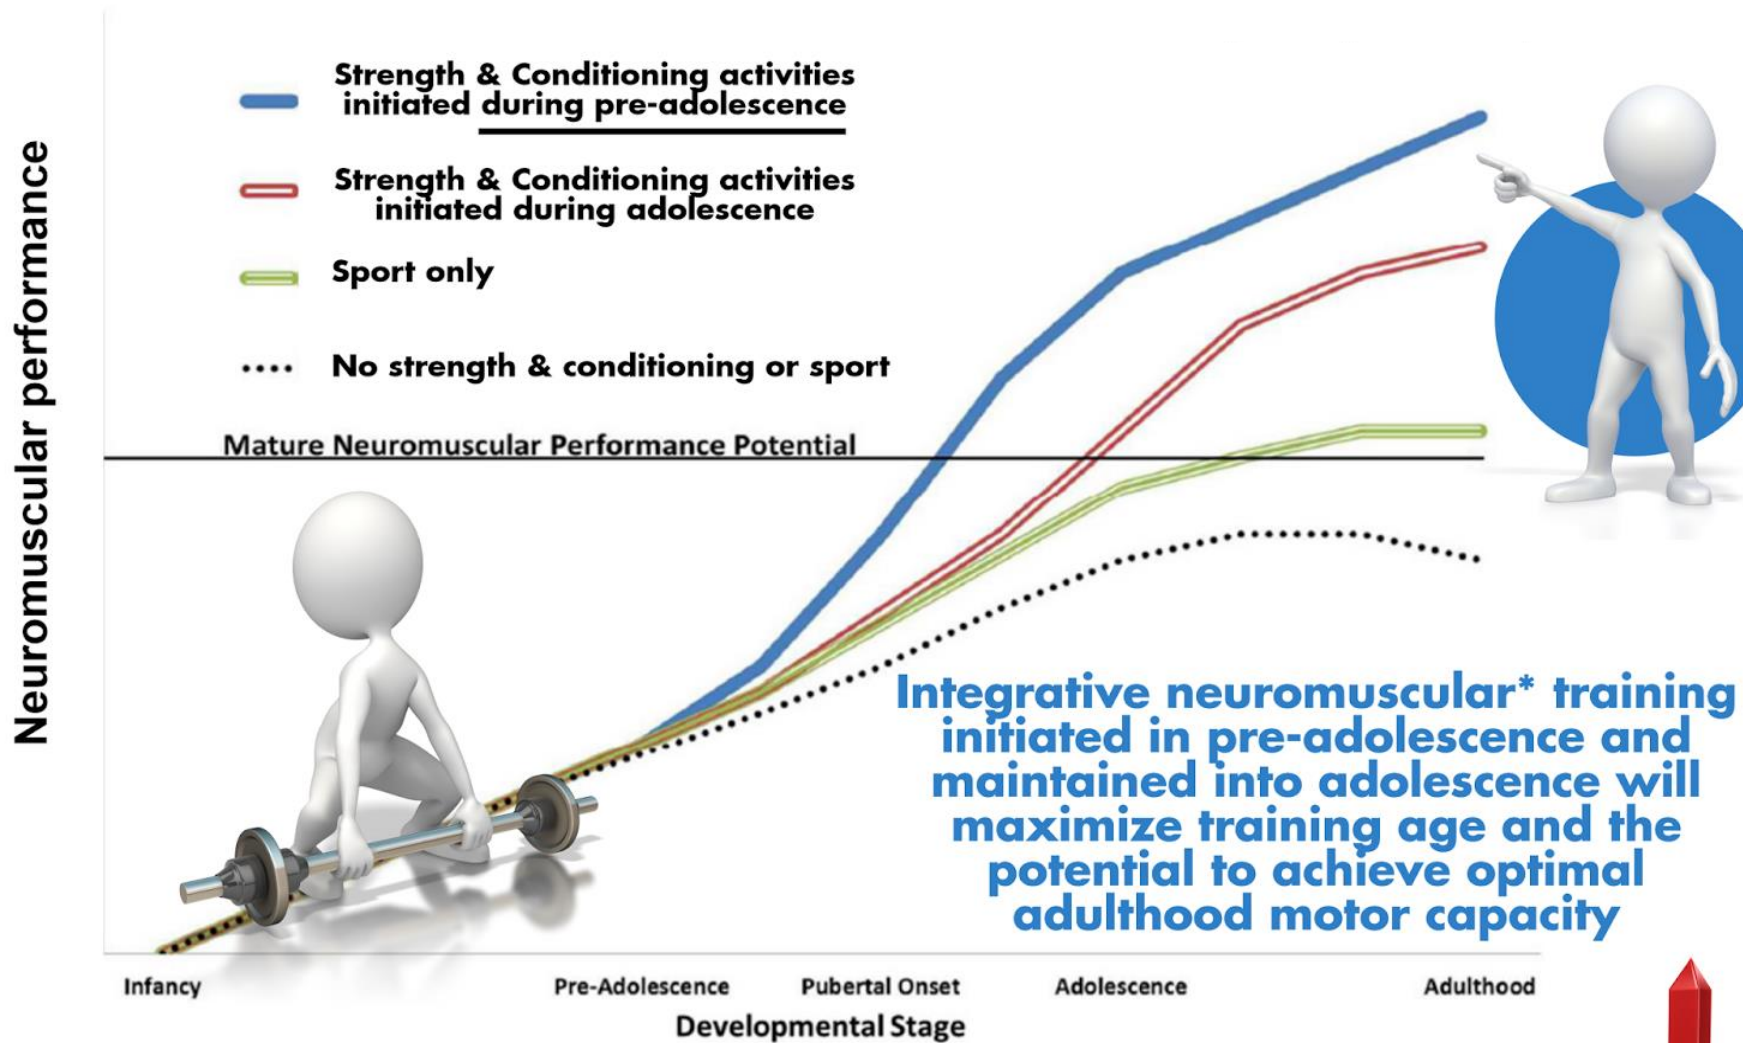 Strength & Conditioning activities
initiated during pre-adolescence
Strength & Conditioning activities
initiated during adolescence
Sport only
No strength & conditioning or sport
Mature Neuromuscular Performance Potential
Neuromuscular performance
Integrative neuromuscular* training
initiated in pre-adolescence and
maintained into adolescence will
maximize training age and the
potential to achieve optimal
adulthood motor capacity
Infancy
Pre-Adolescence
Pubertal Onset
Adolescence
Adulthood
Developmental Stage